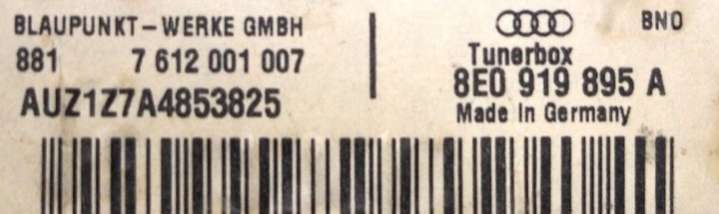 BLAUPUNKT-WERKE GMBH
881 7 612 001 007
AUZ1Z7A4853825
BNO
Tunerbox
8E0 919 895 A
Made In Germany